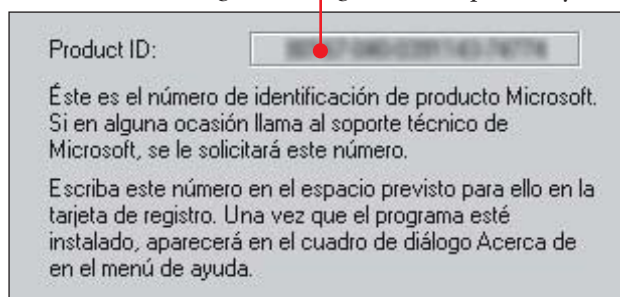 Product ID:
Éste es el número de identificación de producto Microsoft.
Si en alguna ocasión llama al soporte técnico de
Microsoft, se le solicitará este número.
Escriba este número en el espacio previsto para ello en la
tarjeta de registro. Una vez que el programa esté
instalado, aparecerá en el cuadro de diálogo Acerca de
en el menú de ayuda.